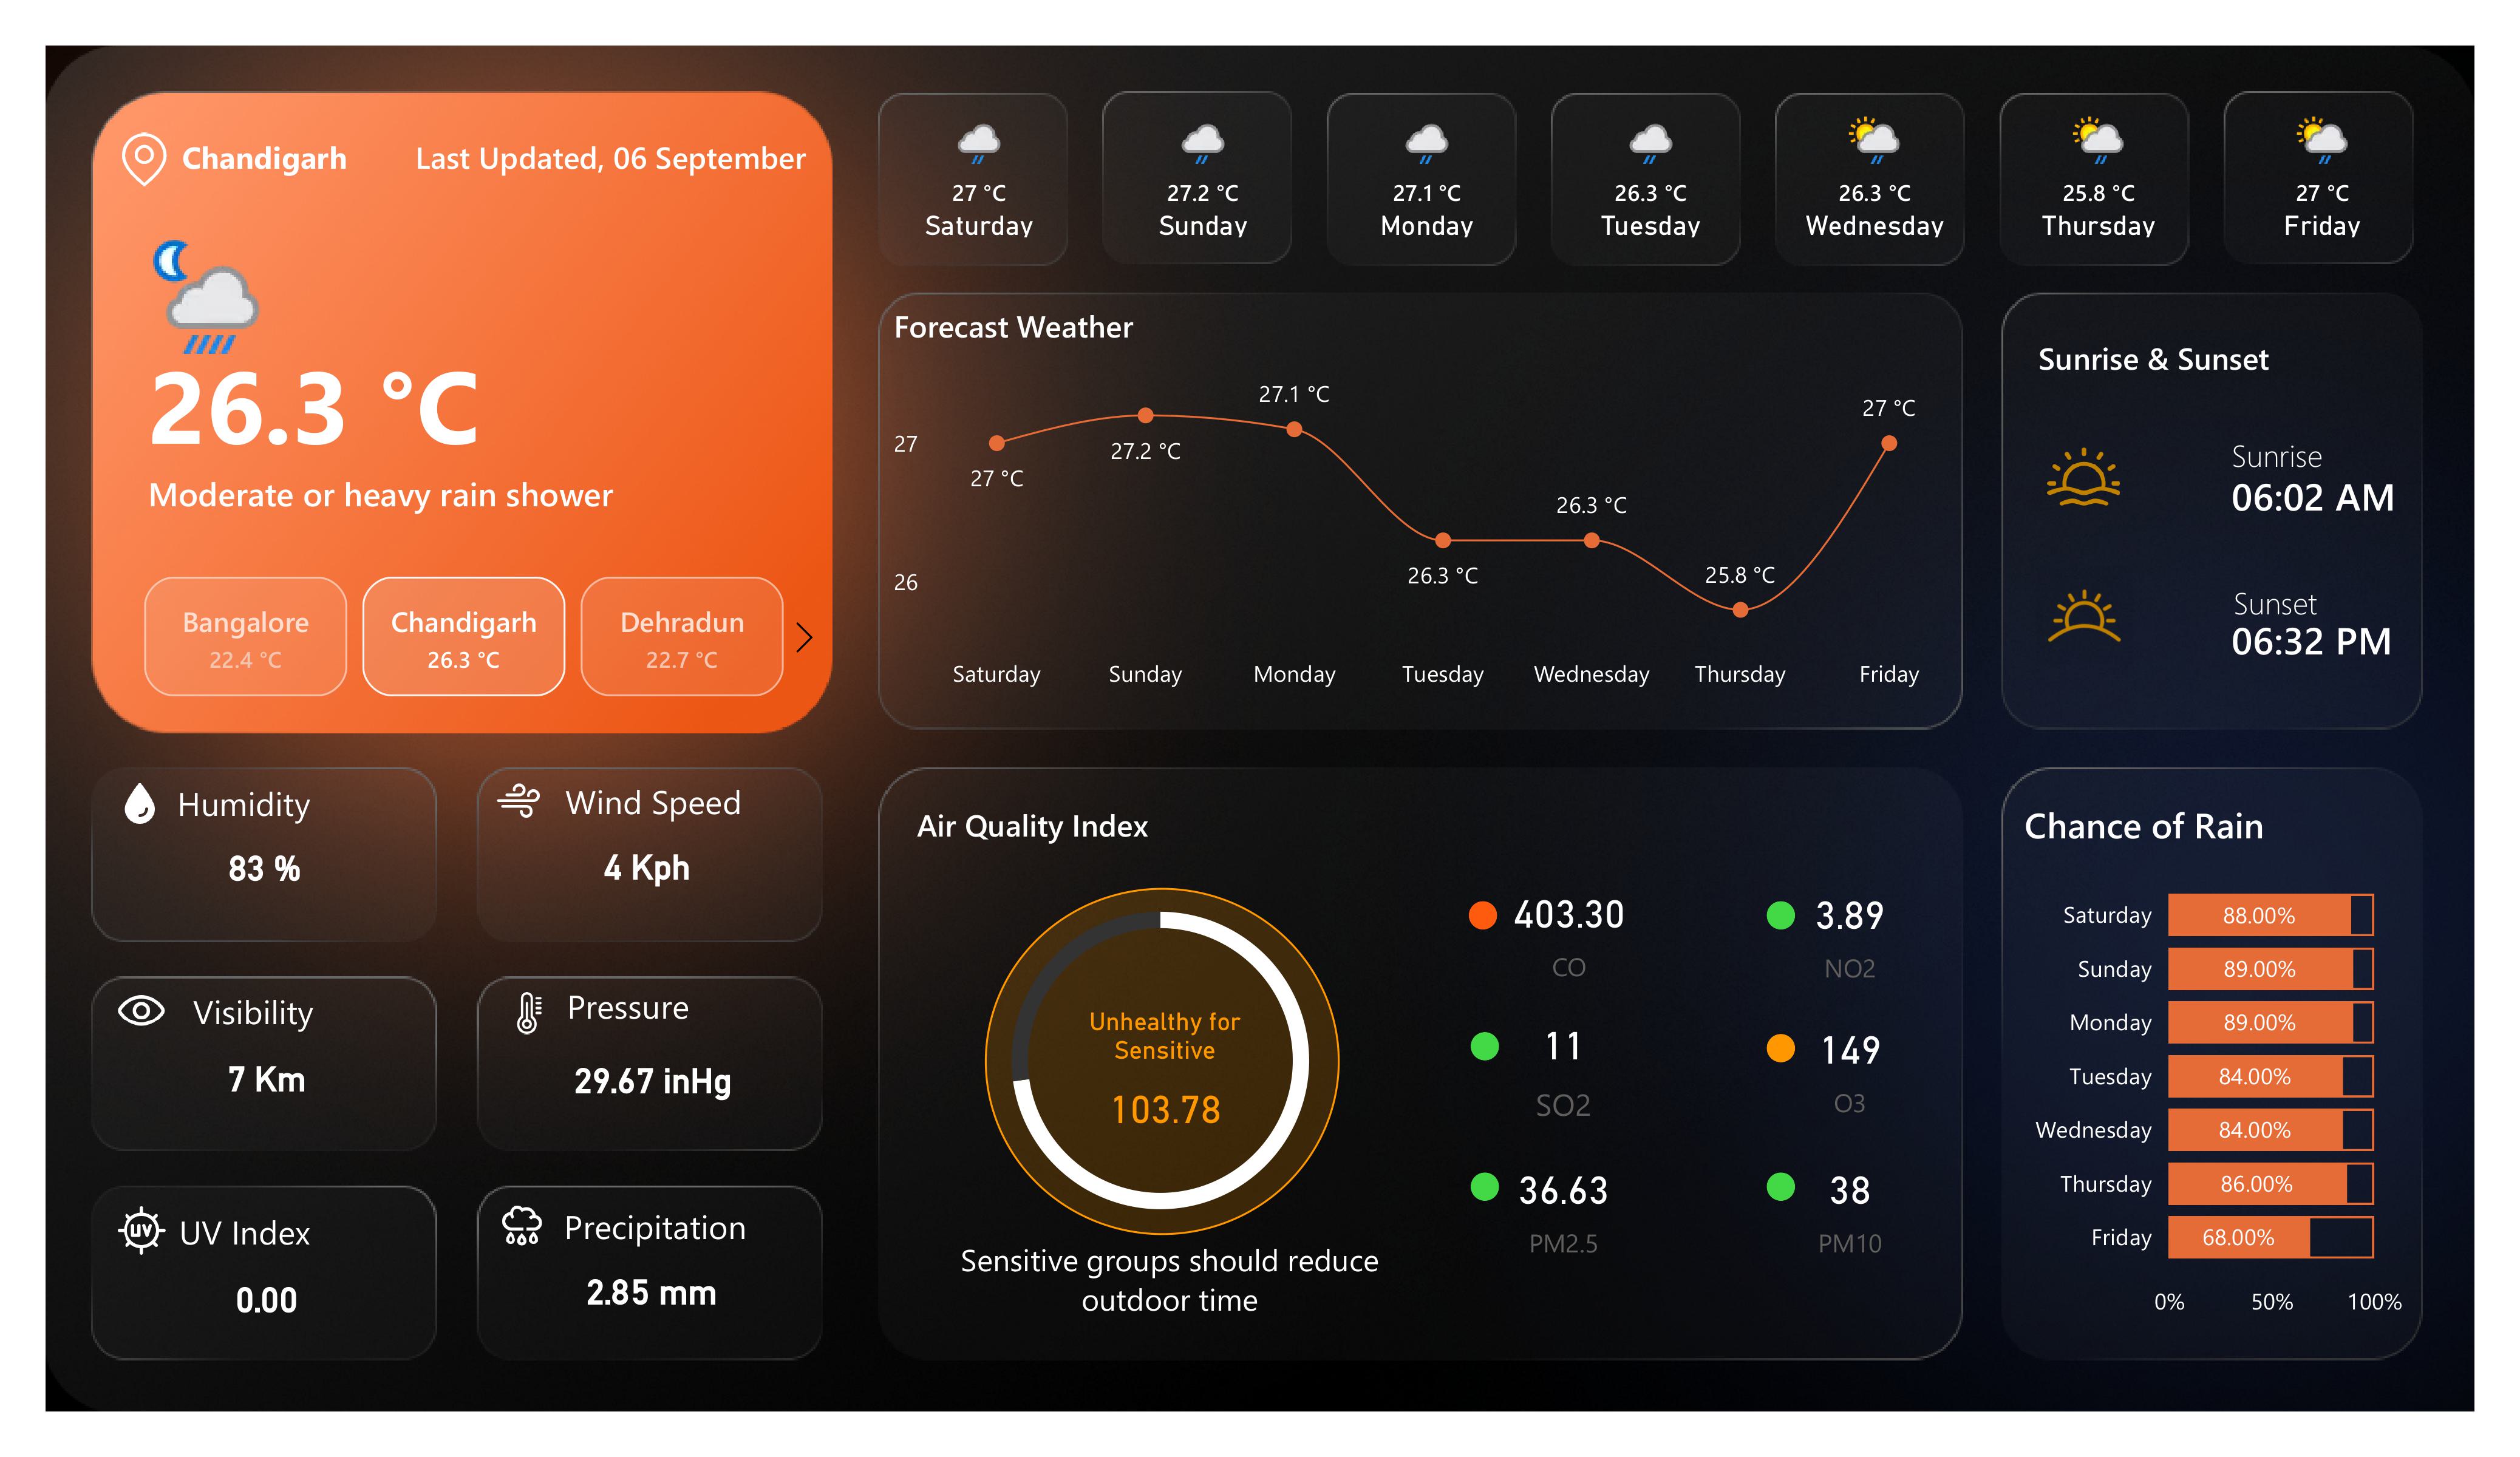 Chandigarh
Last Updated, 06 September
26.3 °C
Moderate or heavy rain shower
Bangalore
22.4 °C
Chandigarh
26.3 °C
Dehradun
22.7 °C
27 °C
Saturday
27.2 °C
Sunday
27.1 °C
Monday
26.3 °C
Tuesday
26.3 °C
Wednesday
25.8 °C
Thursday
27 °C
Friday
Forecast Weather
27
26
27 °C
27.2 °C
27.1 °C
26.3 °C
26.3 °C
25.8 °C
27 °C
Saturday
Sunday
Monday
Tuesday
Wednesday
Thursday
Friday
Sunrise & Sunset
Sunrise
06:02 AM
Sunset
06:32 PM
Humidity
83 %
Wind Speed
4 Kph
Visibility
7 Km
Pressure
29.67 inHg
UV
UV Index
0.00
Precipitation
2.85 mm
Air Quality Index
Unhealthy for
Sensitive
103.78
Sensitive groups should reduce
outdoor time
403.30
CO
3.89
NO2
11
SO2
149
O3
36.63
PM2.5
38
PM10
Chance of Rain
Saturday 88.00%
Sunday 89.00%
Monday 89.00%
Tuesday 84.00%
Wednesday 84.00%
Thursday 86.00%
Friday 68.00%
0% 50% 100%